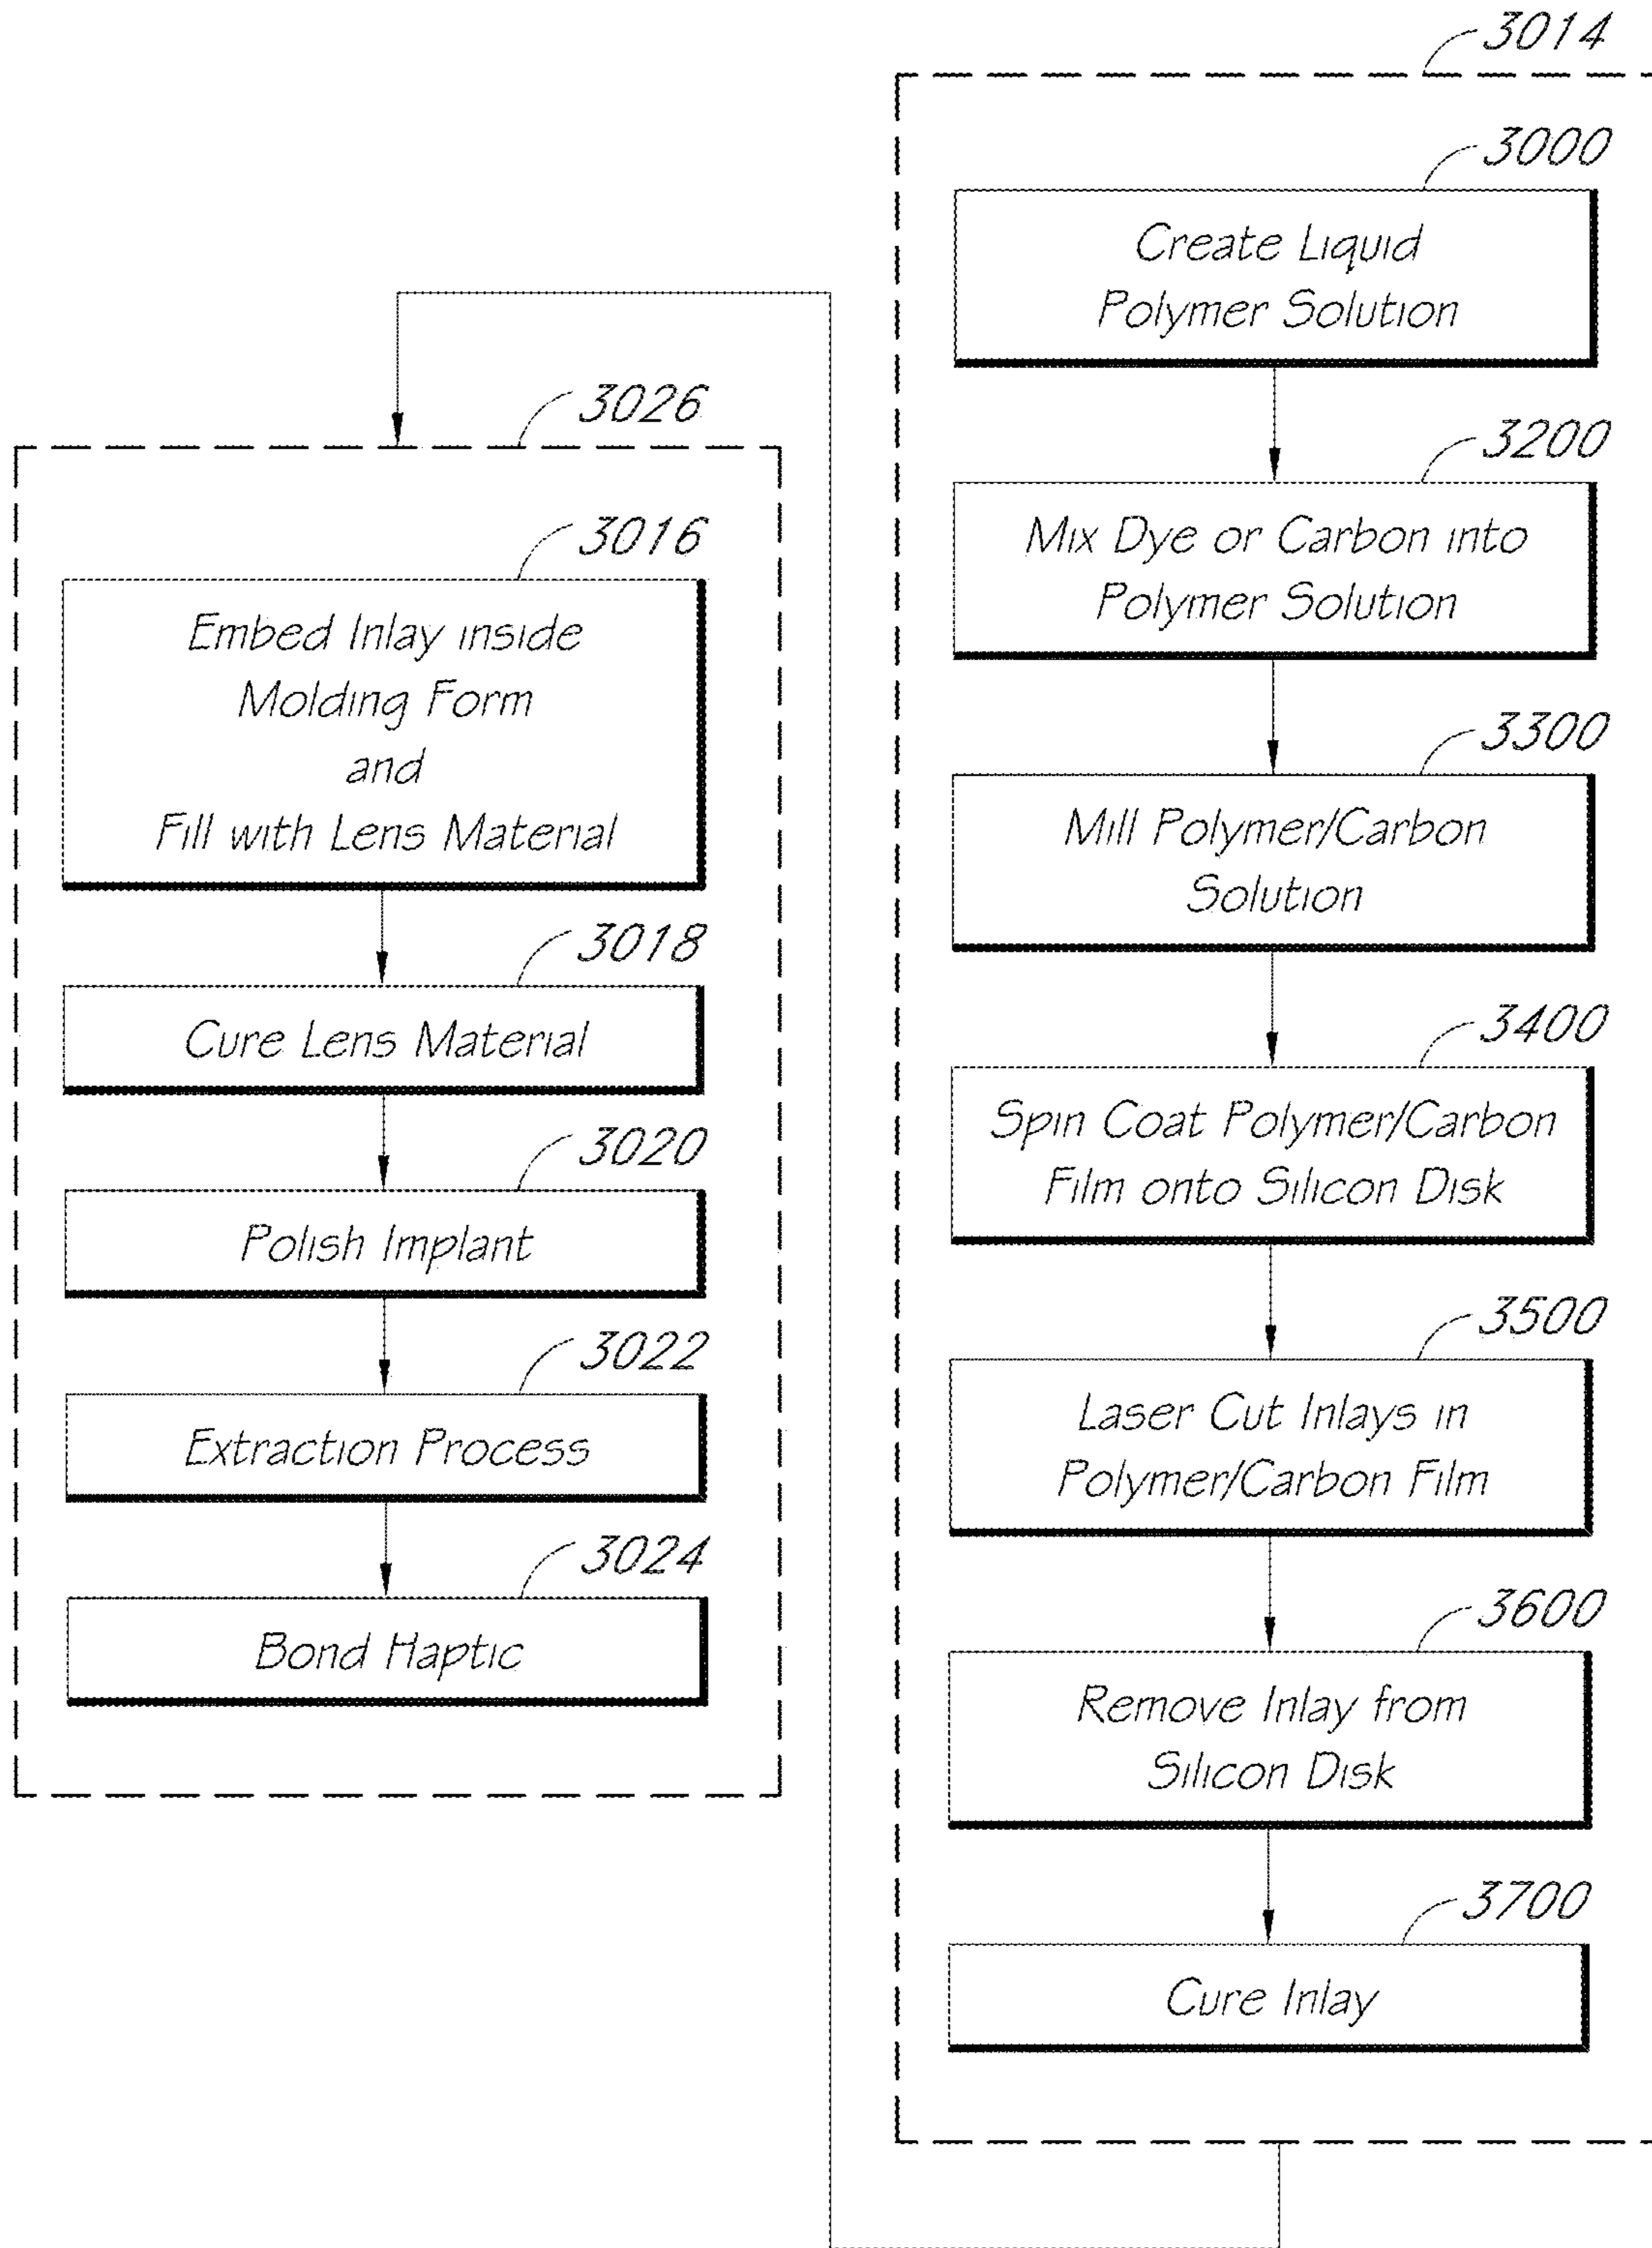 3014
3000
Create Liquid
Polymer Solution
3200
Mix Dye or Carbon into
Polymer Solution
3300
Mill Polymer/Carbon
Solution
3400
Spin Coat Polymer/Carbon
Film onto Silicon Disk
3500
Laser Cut Inlays in
Polymer/Carbon Film
3600
Remove Inlay from
Silicon Disk
3700
Cure Inlay
3026
3016
Embed Inlay inside
Molding Form
and
Fill with Lens Material
3018
Cure Lens Material
3020
Polish Implant
3022
Extraction Process
3024
Bond Haptic